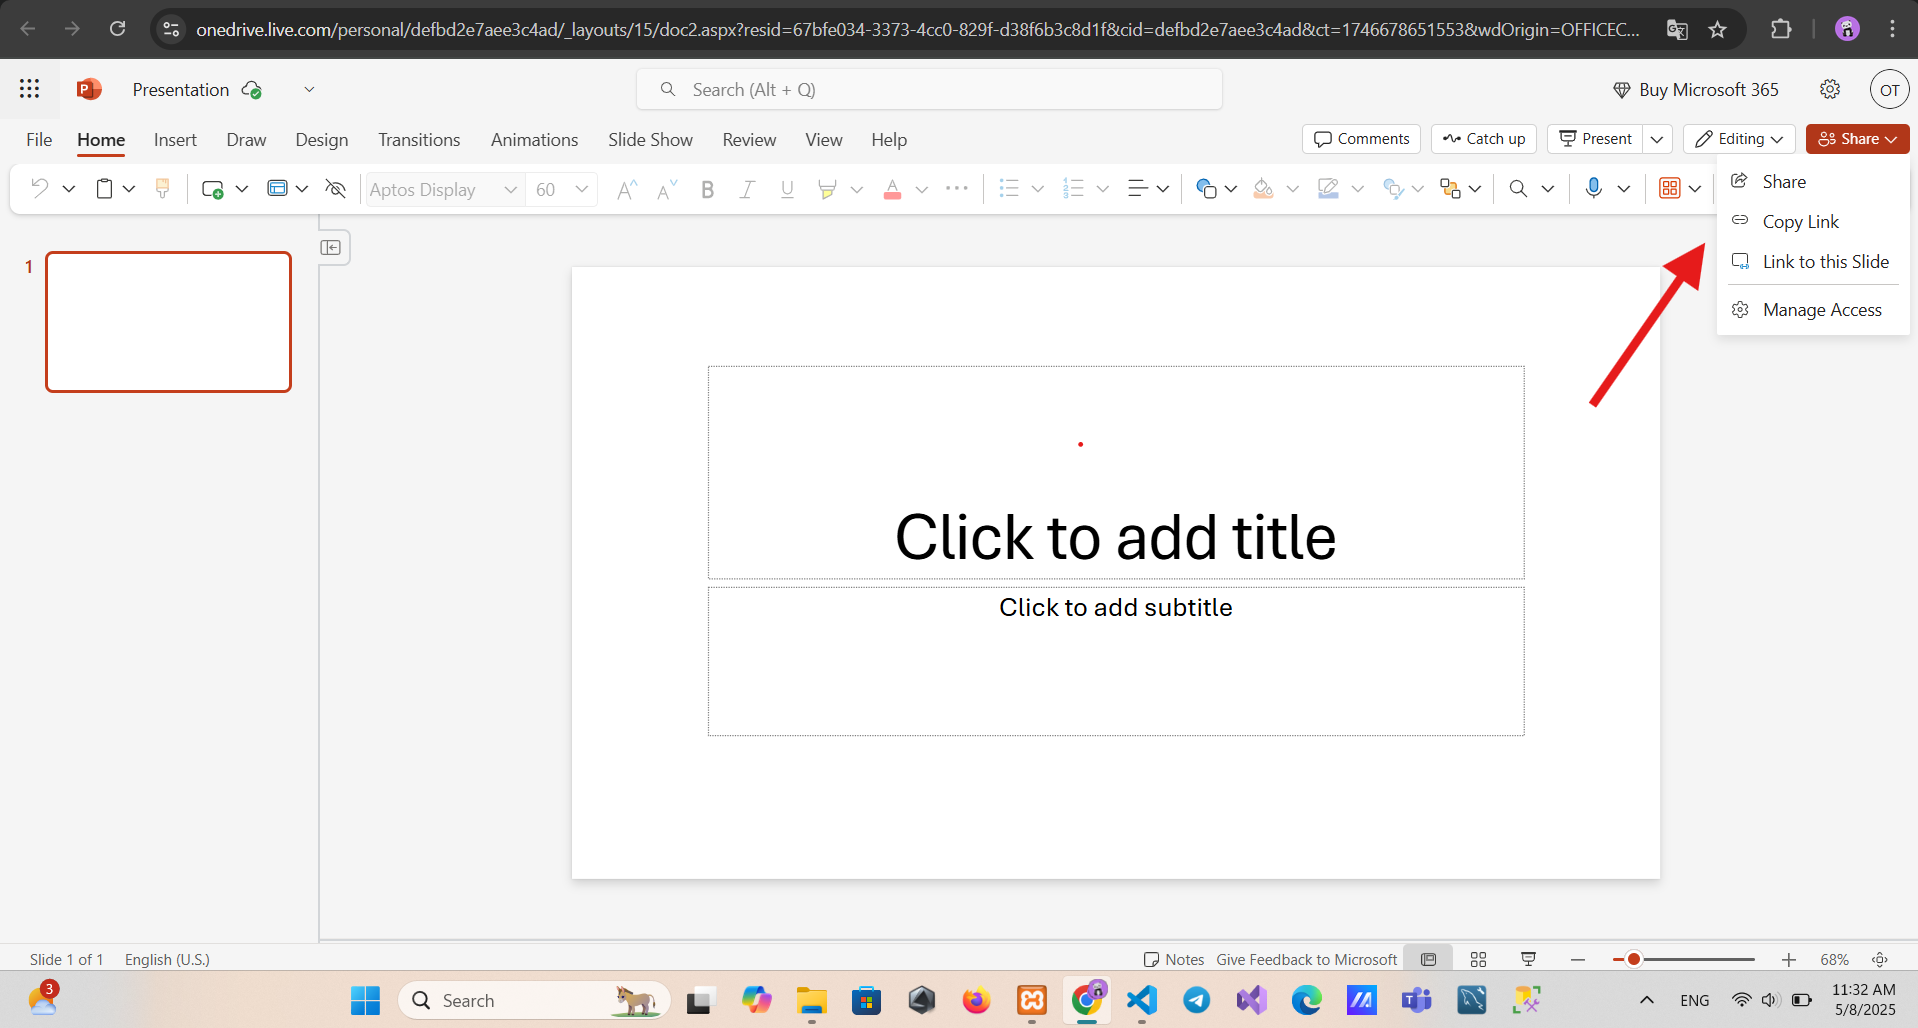 onedrive.live.com/personal/defbd2e7aee3c4ad/_layouts/15/doc2.aspx?resid=67bfe034-3373-4cc0-829f-d38f6b3c8d1f&cid=defbd2e7aee3c4ad&ct=1746678651553&wdOrigin=OFFICEC...
Presentation
Search (Alt + Q)
Buy Microsoft 365
OT
File Home Insert Draw Design Transitions Animations Slide Show Review View Help
Comments Catch up Present Editing Share
Aptos Display 60
Share
Copy Link
Link to this Slide
Manage Access
1
Click to add title
Click to add subtitle
Slide 1 of 1 English (U.S.) Notes Give Feedback to Microsoft 68%
3
Search
ENG
11:32 AM
5/8/2025